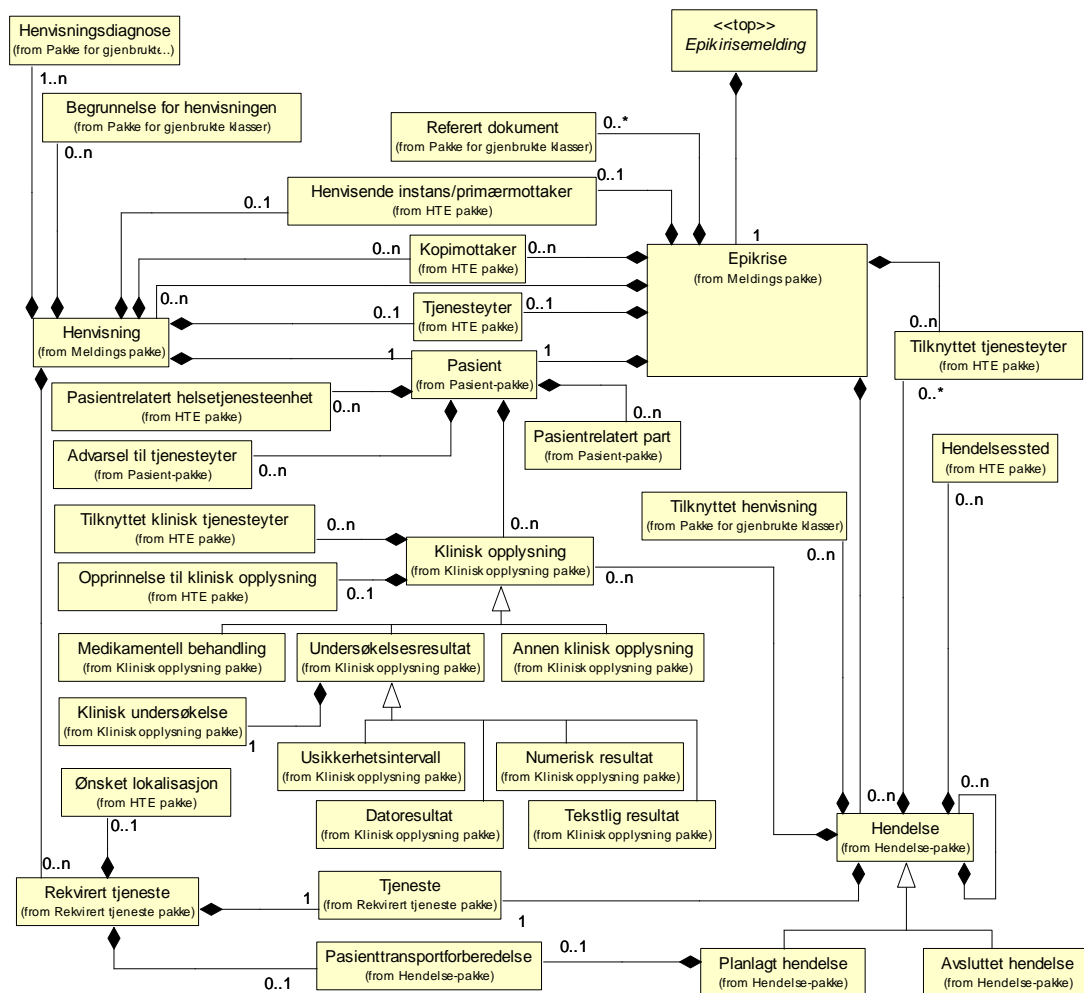 Henvisningsdiagnose
(from Pakke for gjenbrukte...)
1..n
<<top>>
Epikirisemelding
Begrunnelse for henvisningen
(from Pakke for gjenbrukte klasser)
0..n
Referert dokument
(from Pakke for gjenbrukte klasser)
0..*
Henvisende instans/primærmottaker
(from HTE pakke)
0..1
0..1
Kopimottaker
(from HTE pakke)
0..n
0..n
1
Epikrise
(from Meldings pakke)
0..n
Tjenesteyter
(from HTE pakke)
0..1
0..1
Henvisning
(from Meldings pakke)
0..n
Tilknyttet tjenesteyter
(from HTE pakke)
0..*
1
Pasient
(from Pasient-pakke)
1
Pasientrelatert helsetjenesteenhet
(from HTE pakke)
0..n
0..n
Pasientrelatert part
(from Pasient-pakke)
Advarsel til tjenesteyter
(from Pasient-pakke)
0..n
Hendelsessted
(from HTE pakke)
0..n
Tilknyttet henvisning
(from Pakke for gjenbrukte klasser)
0..n
Tilknyttet klinisk tjenesteyter
(from HTE pakke)
0..n
0..n
Klinisk opplysning
(from Klinisk opplysning pakke)
0..n
Opprinnelse til klinisk opplysning
(from HTE pakke)
0..1
Medikamentell behandling
(from Klinisk opplysning pakke)
Undersøkelsesresultat
(from Klinisk opplysning pakke)
Annen klinisk opplysning
(from Klinisk opplysning pakke)
Klinisk undersøkelse
(from Klinisk opplysning pakke)
1
Usikkerhetsintervall
(from Klinisk opplysning pakke)
Numerisk resultat
(from Klinisk opplysning pakke)
Ønsket lokalisasjon
(from HTE pakke)
0..1
Datoresultat
(from Klinisk opplysning pakke)
Tekstlig resultat
(from Klinisk opplysning pakke)
0..n
0..n
Hendelse
(from Hendelse-pakke)
0..n
Rekvirert tjeneste
(from Rekvirert tjeneste pakke)
1
Tjeneste
(from Rekvirert tjeneste pakke)
1
0..1
Pasienttransportforberedelse
(from Hendelse-pakke)
0..1
Planlagt hendelse
(from Hendelse-pakke)
Avsluttet hendelse
(from Hendelse-pakke)